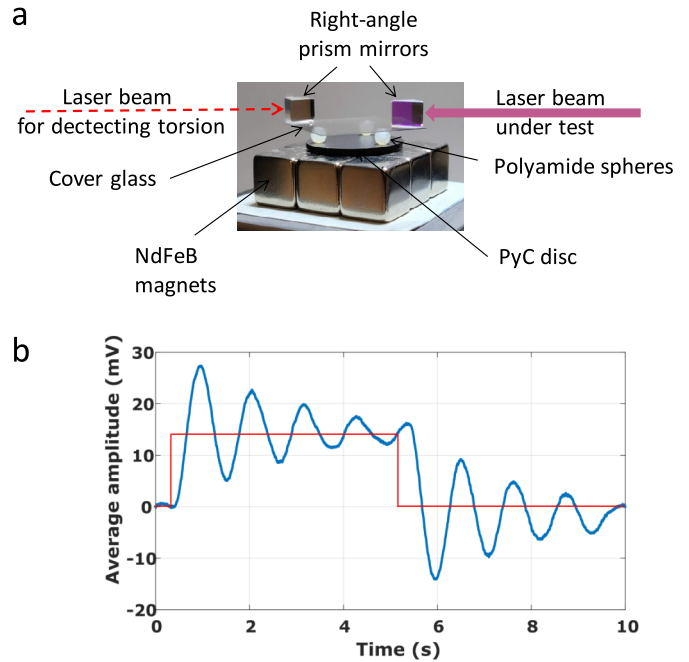 a
Right-angle
prism mirrors
Laser beam
for dectecting torsion
Laser beam
under test
Cover glass
Polyamide spheres
NdFeB
magnets
PyC disc
b
Average amplitude (mV)
30
20
10
0
-10
-20
0
2
4
6
8
10
Time (s)